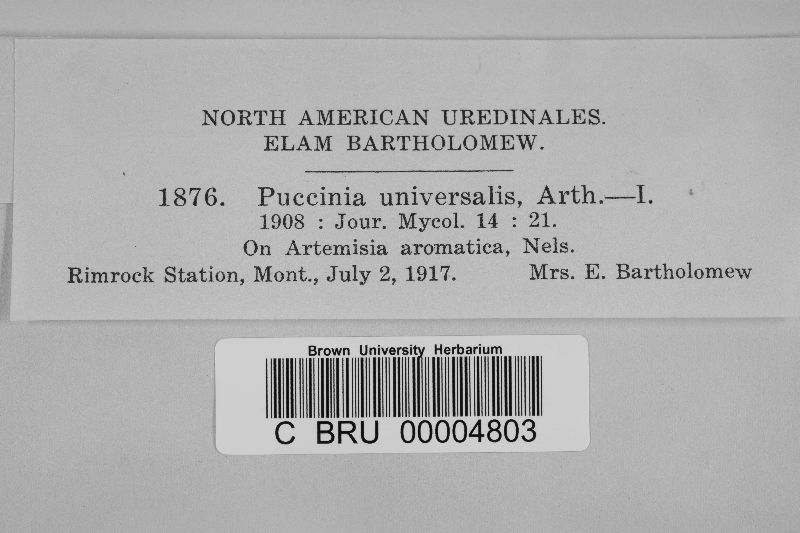 NORTH AMERICAN UREDINALES.
ELAM BARTHOLOMEW.
1876. Puccinia universalis, Arth.—I.
1908 : Jour. Mycol. 14 : 21.
On Artemisia aromatica, Nels.
Rimrock Station, Mont., July 2, 1917. Mrs. E. Bartholomew
Brown University Herbarium
C BRU 00004803